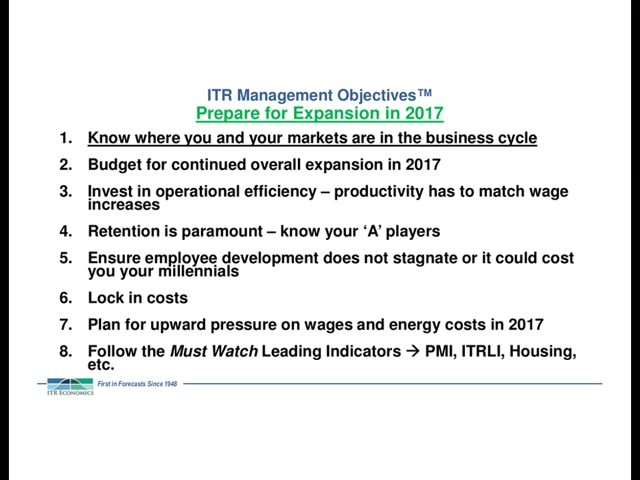 ITR Management Objectives™
Prepare for Expansion in 2017
1. Know where you and your markets are in the business cycle
2. Budget for continued overall expansion in 2017
3. Invest in operational efficiency – productivity has to match wage
increases
4. Retention is paramount – know your ‘A’ players
5. Ensure employee development does not stagnate or it could cost
you your millennials
6. Lock in costs
7. Plan for upward pressure on wages and energy costs in 2017
8. Follow the Must Watch Leading Indicators → PMI, ITRLI, Housing,
etc.
First in Forecasts Since 1948
ITR ECONOMICS